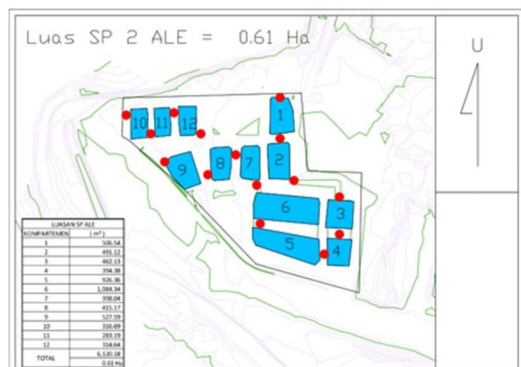 Luas SP 2 ALE = 0.61 Ha
U
1
10 11 12
2
9 8 7
6
3
5
4
LUASAN SP ALE
KOMPARTEMEN ( m² )
1 506.54
2 491.12
3 462.13
4 394.38
5 926.36
6 1,084.34
7 398.04
8 415.17
9 527.59
10 316.69
11 283.19
12 314.64
TOTAL 6,120.18
0.61 Ha